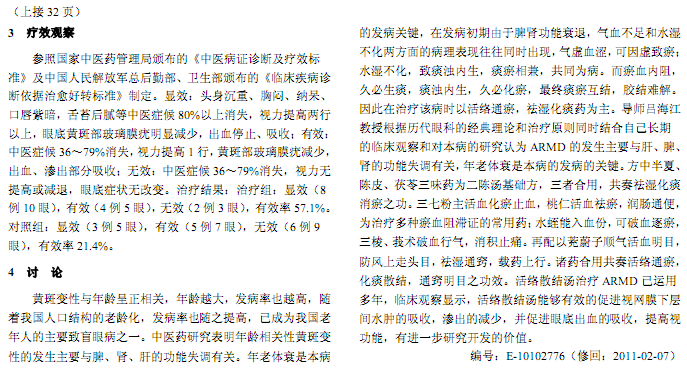 （上接 32 页）
3 疗效观察
参照国家中医药管理局颁布的《中医病证诊断及疗效标
准》及中国人民解放军总后勤部、卫生部颁布的《临床疾病诊
断依据治愈好转标准》制定。显效：头身沉重、胸闷、纳呆、
口唇紫暗，舌苔后腻等中医症候 80%以上消失，视力提高两行
以上，眼底黄斑部玻璃膜疣明显减少，出血停止、吸收；有效：
中医症候 36～79%消失，视力提高 1 行，黄斑部玻璃膜疣减少，
出血、渗出部分吸收；无效：中医症候 36～79%消失，视力无
提高或减退，眼底症状无改变。治疗结果：治疗组：显效（8
例 10 眼），有效（4 例 5 眼），无效（2 例 3 眼），有效率 57.1%。
对照组：显效（3 例 5 眼），有效（5 例 7 眼），无效（6 例 9
眼），有效率 21.4%。
4 讨 论
黄斑变性与年龄呈正相关，年龄越大，发病率也越高，随
着我国人口结构的老龄化，发病率也随之提高，已成为我国老
年人的主要致盲眼病之一。中医药研究表明年龄相关性黄斑变
性的发生主要与脾、肾、肝的功能失调有关。年老体衰是本病
的发病关键，在发病初期由于脾肾功能衰退，气血不足和水湿
不化两方面的病理表现往往同时出现，气虚血涩，可因虚致瘀；
水湿不化，致痰浊内生，痰瘀相兼，共同为病。而瘀血内阻，
久必生痰，痰浊内生，久必化瘀，最终痰瘀互结，胶结难解。
因此在治疗该病时以活络通瘀，祛湿化痰药为主。导师吕海江
教授根据历代眼科的经典理论和治疗原则同时结合自己长期
的临床观察和对本病的研究认为 ARMD 的发生主要与肝、脾、
肾的功能失调有关，年老体衰是本病的发病的关键。方中半夏、
陈皮、茯苓三味药为二陈汤基础方，三者合用，共奏祛湿化痰
消瘀之功。三七粉主活血化瘀止血，桃仁活血祛瘀，润肠通便，
为治疗多种瘀血阻滞证的常用药；水蛭能入血份，可破血逐瘀，
三棱、莪术破血行气，消积止痛。再配以茺蔚子顺气活血明目，
防风上走头目，祛湿通窍，载药上行。诸药合用共奏活络通瘀，
化痰散结，通窍明目之功效。活络散结汤治疗 ARMD 已运用
多年，临床观察显示，活络散结汤能够有效的促进视网膜下层
间水肿的吸收，渗出的减少，并促进眼底出血的吸收，提高视
功能，有进一步研究开发的价值。
编号：E-10102776（修回：2011-02-07）